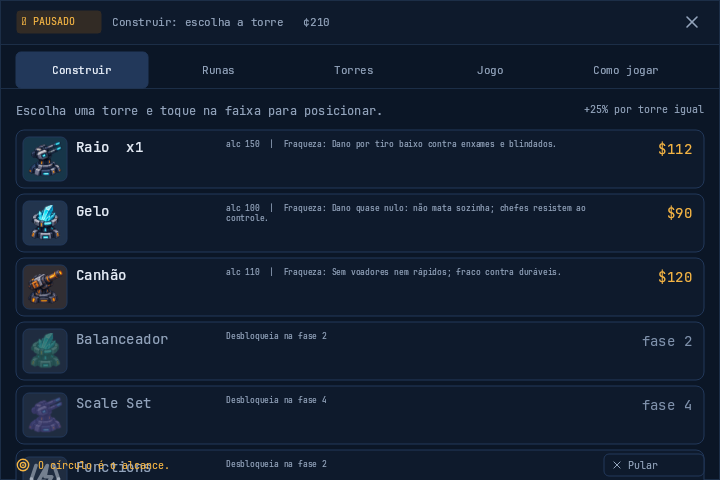 PAUSADO Construir: escolha a torre $210
Construir Runas Torres Jogo Como jogar
Escolha uma torre e toque na faixa para posicionar. +25% por torre igual
Raio x1 alc 150 | Fraqueza: Dano por tiro baixo contra enxames e blindados. $112
Gelo alc 100 | Fraqueza: Dano quase nulo: não mata sozinha; chefes resistem ao $90
controle.
Canhão alc 110 | Fraqueza: Sem voadores nem rápidos; fraco contra duráveis. $120
Balanceador Desbloqueia na fase 2 fase 2
Scale Set Desbloqueia na fase 4 fase 4
Functions Desbloqueia na fase 2
O círculo é o alcance. Pular